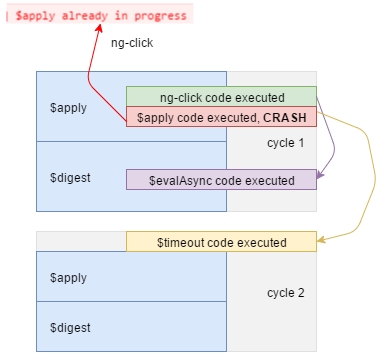 | $apply already in progress
ng-click
ng-click code executed
$apply
$apply code executed, CRASH
cycle 1
$digest
$evalAsync code executed
$timeout code executed
$apply
cycle 2
$digest